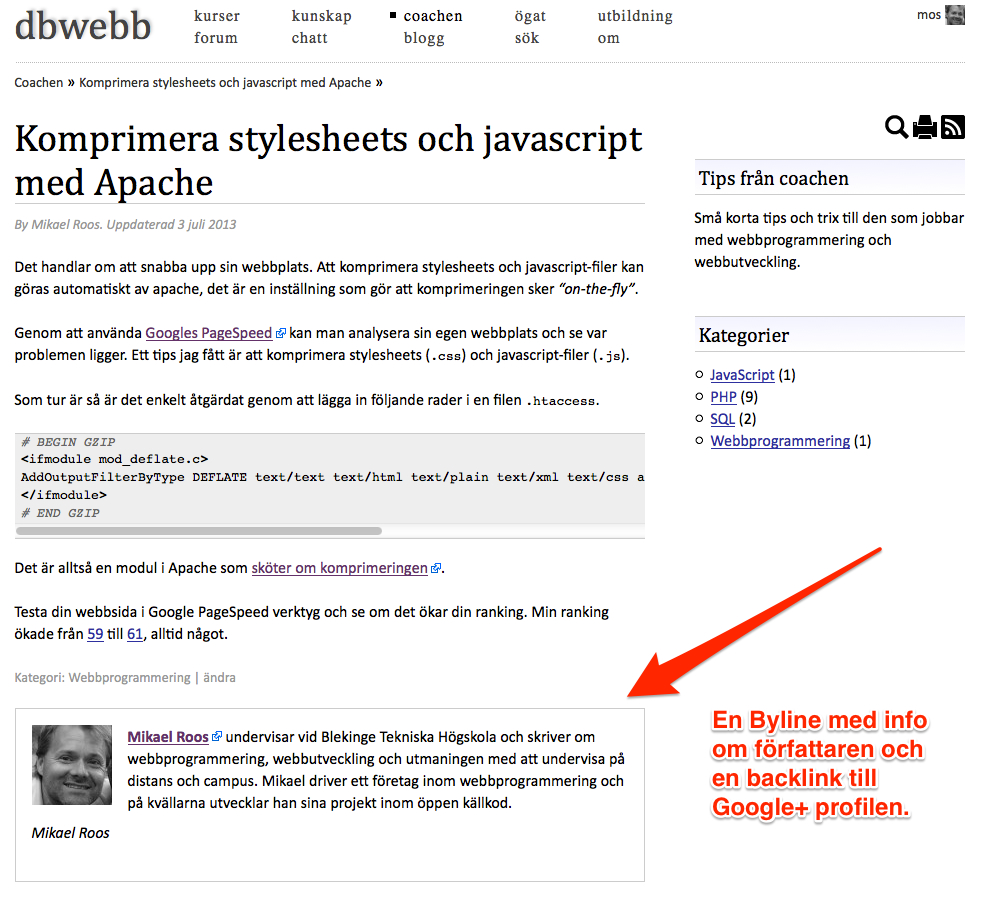 dbwebb
kurser kunskap coachen ögat utbildning
forum chatt blogg sök om
mos
Coachen » Komprimera stylesheets och javascript med Apache »
Komprimera stylesheets och javascript
med Apache
By Mikael Roos. Uppdaterad 3 juli 2013
Det handlar om att snabba upp sin webbplats. Att komprimera stylesheets och javascript-filer kan
göras automatiskt av apache, det är en inställning som gör att komprimeringen sker “on-the-fly”.
Genom att använda Googles PageSpeed kan man analysera sin egen webbplats och se var
problemen ligger. Ett tips jag fått är att komprimera stylesheets (.css) och javascript-filer (.js).
Som tur är så är det enkelt åtgärdat genom att lägga in följande rader i en filen .htaccess.
# BEGIN GZIP
<ifmodule mod_deflate.c>
AddOutputFilterByType DEFLATE text/text text/html text/plain text/xml text/css a
</ifmodule>
# END GZIP
Det är alltså en modul i Apache som sköter om komprimeringen.
Testa din webbsida i Google PageSpeed verktyg och se om det ökar din ranking. Min ranking
ökade från 59 till 61, alltid något.
Kategori: Webbprogrammering | ändra
Mikael Roos undervisar vid Blekinge Tekniska Högskola och skriver om
webbprogrammering, webbutveckling och utmaningen med att undervisa på
distans och campus. Mikael driver ett företag inom webbprogrammering och
på kvällarna utvecklar han sina projekt inom öppen källkod.
Mikael Roos
Tips från coachen
Små korta tips och trix till den som jobbar
med webbprogrammering och
webbutveckling.
Kategorier
JavaScript (1)
PHP (9)
SQL (2)
Webbprogrammering (1)
En Byline med info
om författaren och
en backlink till
Google+ profilen.